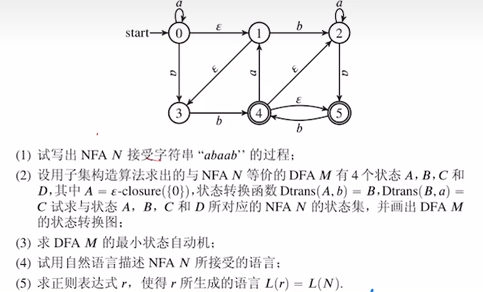 a
a
start
0
ε
1
b
2
a
ε
a
ε
a
3
b
4
ε
5
b
(1) 试写出 NFA N 接受字符串 “abaab’’ 的过程;
(2) 设用子集构造算法求出的与 NFA N 等价的 DFA M 有 4 个状态 A, B, C 和
D,其中 A = ε-closure({0}),状态转换函数 Dtrans(A, b) = B, Dtrans(B, a) =
C 试求与状态 A，B，C 和 D 所对应的 NFA N 的状态集，并画出 DFA M
的状态转换图;
(3) 求 DFA M 的最小状态自动机;
(4) 试用自然语言描述 NFA N 所接受的语言;
(5) 求正则表达式 r，使得 r 所生成的语言 L(r) = L(N).